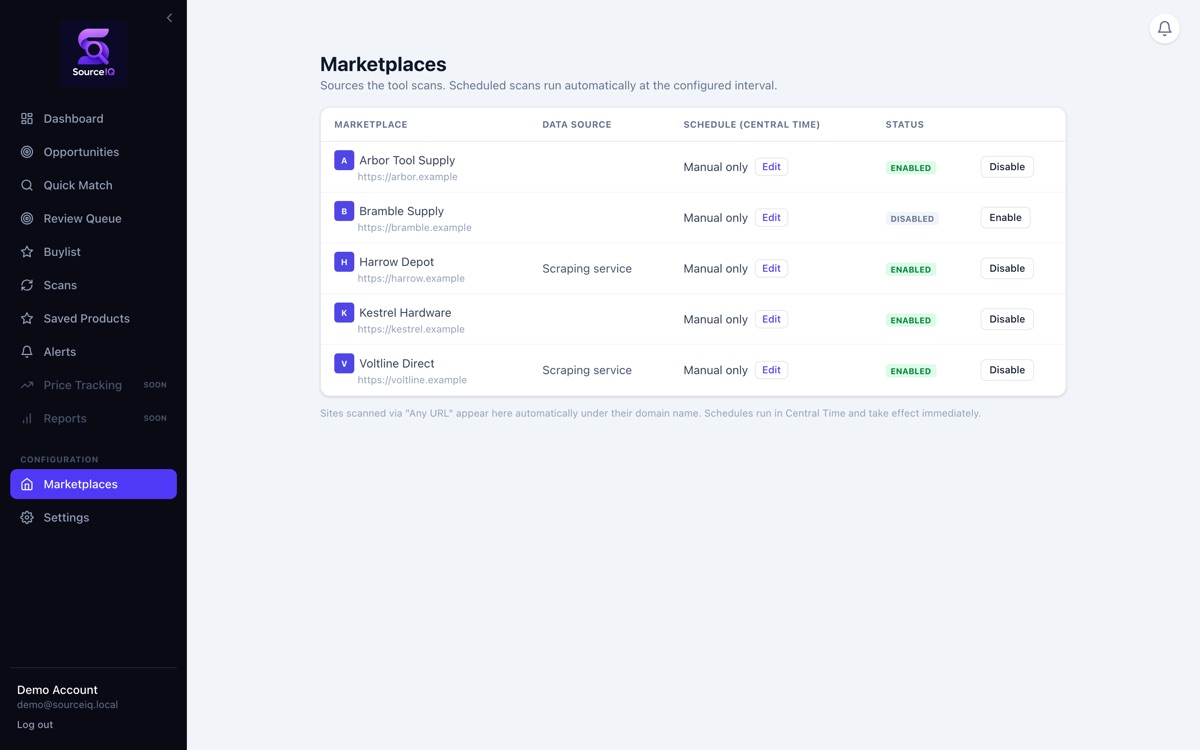 SourceIQ
Dashboard
Opportunities
Quick Match
Review Queue
Buylist
Scans
Saved Products
Alerts
Price Tracking SOON
Reports SOON
CONFIGURATION
Marketplaces
Settings
Demo Account
demo@sourceiq.local
Log out
Marketplaces
Sources the tool scans. Scheduled scans run automatically at the configured interval.
MARKETPLACE DATA SOURCE SCHEDULE (CENTRAL TIME) STATUS
A Arbor Tool Supply Manual only Edit ENABLED Disable
https://arbor.example
B Bramble Supply Manual only Edit DISABLED Enable
https://bramble.example
H Harrow Depot Scraping service Manual only Edit ENABLED Disable
https://harrow.example
K Kestrel Hardware Manual only Edit ENABLED Disable
https://kestrel.example
V Voltline Direct Scraping service Manual only Edit ENABLED Disable
https://voltline.example
Sites scanned via "Any URL" appear here automatically under their domain name. Schedules run in Central Time and take effect immediately.